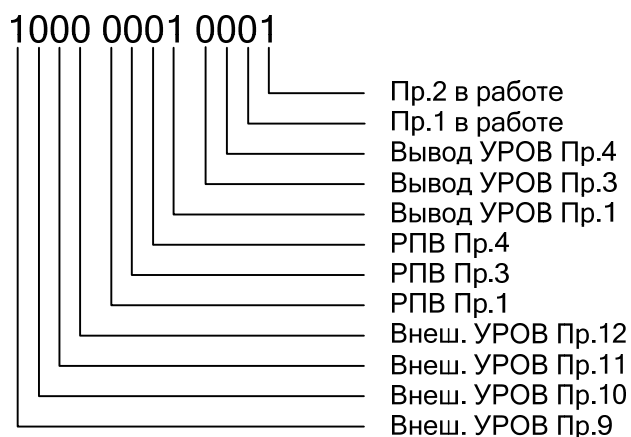 1000 0001 0001
Пр.2 в работе
Пр.1 в работе
Вывод УРОВ Пр.4
Вывод УРОВ Пр.3
Вывод УРОВ Пр.1
РПВ Пр.4
РПВ Пр.3
РПВ Пр.1
Внеш. УРОВ Пр.12
Внеш. УРОВ Пр.11
Внеш. УРОВ Пр.10
Внеш. УРОВ Пр.9